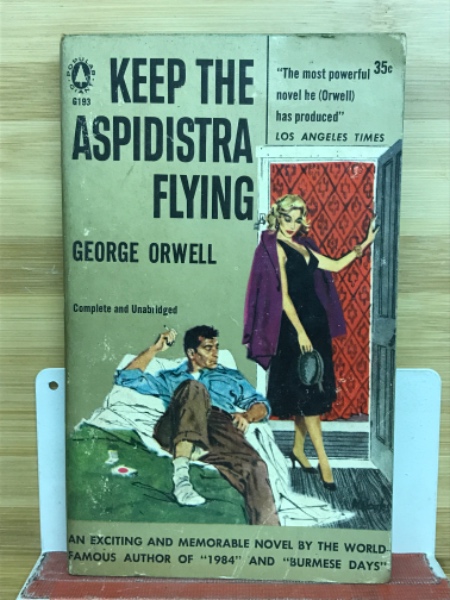 POPULAR
G193
KEEP THE
ASPIDISTRA
FLYING
GEORGE ORWELL
Complete and Unabridged
35c
"The most powerful
novel he (Orwell)
has produced"
LOS ANGELES TIMES
AN EXCITING AND MEMORABLE NOVEL BY THE WORLD-
FAMOUS AUTHOR OF "1984" AND "BURMESE DAYS"